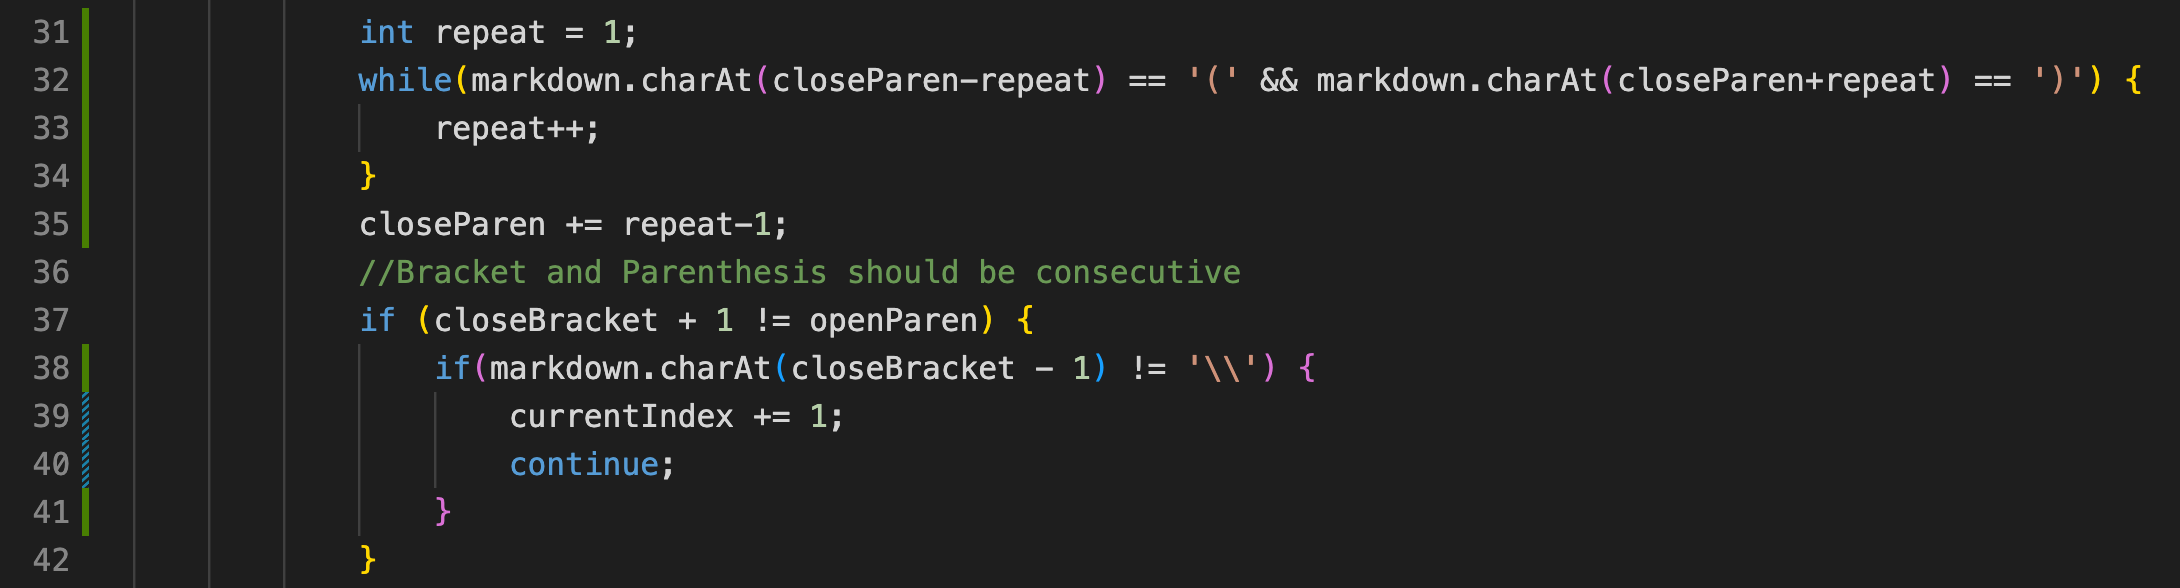 31 int repeat = 1;
32 while(markdown.charAt(closeParen-repeat) == '(' && markdown.charAt(closeParen+repeat) == ')') {
33 repeat++;
34 }
35 closeParen += repeat-1;
36 //Bracket and Parenthesis should be consecutive
37 if (closeBracket + 1 != openParen) {
38 if(markdown.charAt(closeBracket - 1) != '\\') {
39 currentIndex += 1;
40 continue;
41 }
42 }